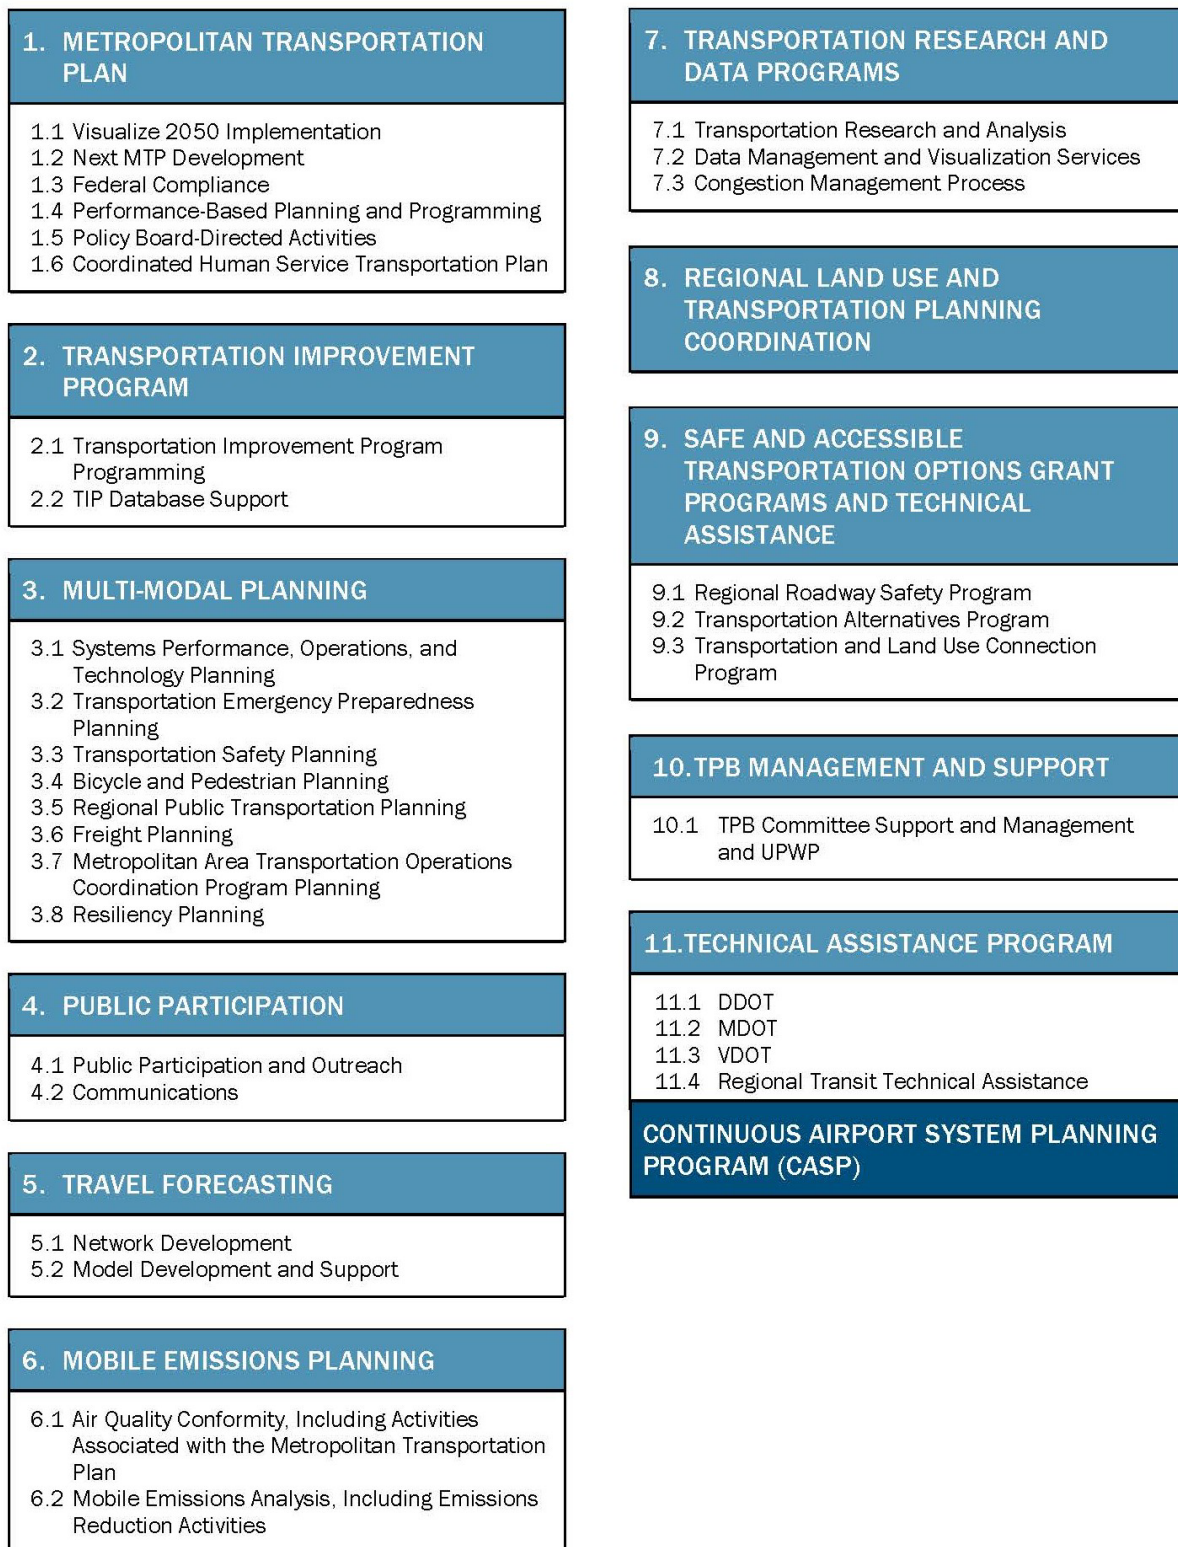 1. METROPOLITAN TRANSPORTATION
PLAN
1.1 Visualize 2050 Implementation
1.2 Next MTP Development
1.3 Federal Compliance
1.4 Performance-Based Planning and Programming
1.5 Policy Board-Directed Activities
1.6 Coordinated Human Service Transportation Plan
2. TRANSPORTATION IMPROVEMENT
PROGRAM
2.1 Transportation Improvement Program
Programming
2.2 TIP Database Support
3. MULTI-MODAL PLANNING
3.1 Systems Performance, Operations, and
Technology Planning
3.2 Transportation Emergency Preparedness
Planning
3.3 Transportation Safety Planning
3.4 Bicycle and Pedestrian Planning
3.5 Regional Public Transportation Planning
3.6 Freight Planning
3.7 Metropolitan Area Transportation Operations
Coordination Program Planning
3.8 Resiliency Planning
4. PUBLIC PARTICIPATION
4.1 Public Participation and Outreach
4.2 Communications
5. TRAVEL FORECASTING
5.1 Network Development
5.2 Model Development and Support
6. MOBILE EMISSIONS PLANNING
6.1 Air Quality Conformity, Including Activities
Associated with the Metropolitan Transportation
Plan
6.2 Mobile Emissions Analysis, Including Emissions
Reduction Activities
7. TRANSPORTATION RESEARCH AND
DATA PROGRAMS
7.1 Transportation Research and Analysis
7.2 Data Management and Visualization Services
7.3 Congestion Management Process
8. REGIONAL LAND USE AND
TRANSPORTATION PLANNING
COORDINATION
9. SAFE AND ACCESSIBLE
TRANSPORTATION OPTIONS GRANT
PROGRAMS AND TECHNICAL
ASSISTANCE
9.1 Regional Roadway Safety Program
9.2 Transportation Alternatives Program
9.3 Transportation and Land Use Connection
Program
10.TPB MANAGEMENT AND SUPPORT
10.1 TPB Committee Support and Management
and UPWP
11.TECHNICAL ASSISTANCE PROGRAM
11.1 DDOT
11.2 MDOT
11.3 VDOT
11.4 Regional Transit Technical Assistance
CONTINUOUS AIRPORT SYSTEM PLANNING
PROGRAM (CASP)